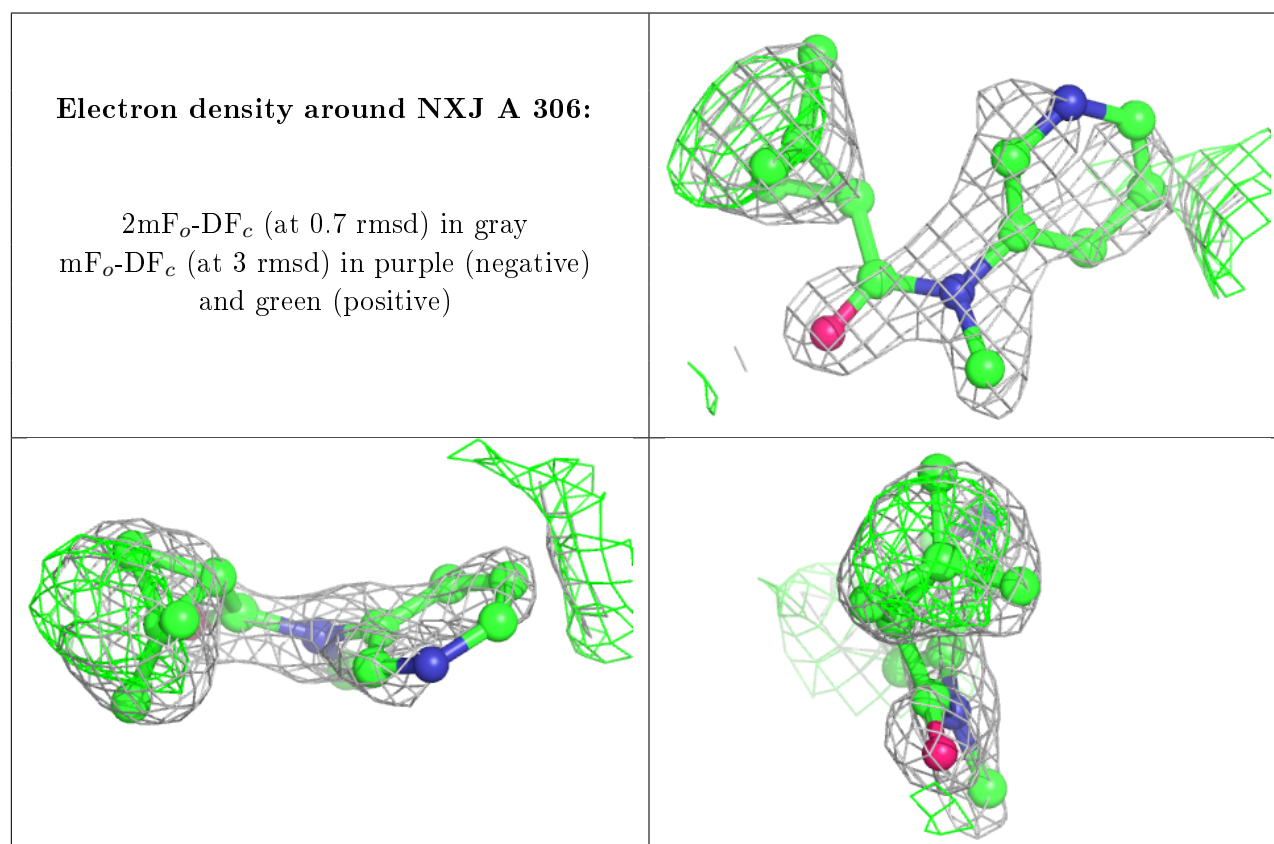 Electron density around NXJ A 306:
2mFo-DFc (at 0.7 rmsd) in gray
mFo-DFc (at 3 rmsd) in purple (negative)
and green (positive)